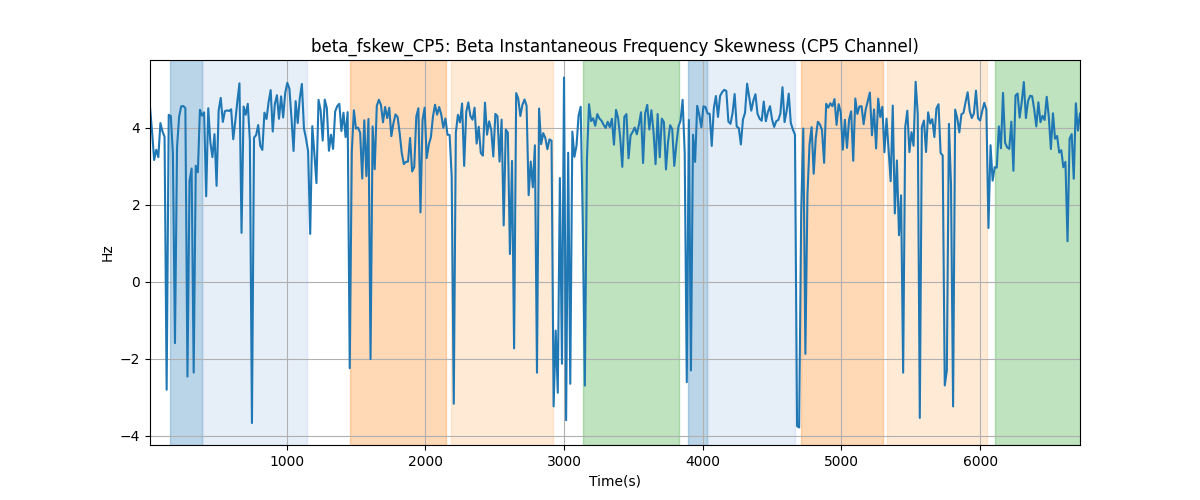 beta_fskew_CP5: Beta Instantaneous Frequency Skewness (CP5 Channel)
Hz
4
2
0
−2
−4
1000 2000 3000 4000 5000 6000
Time(s)